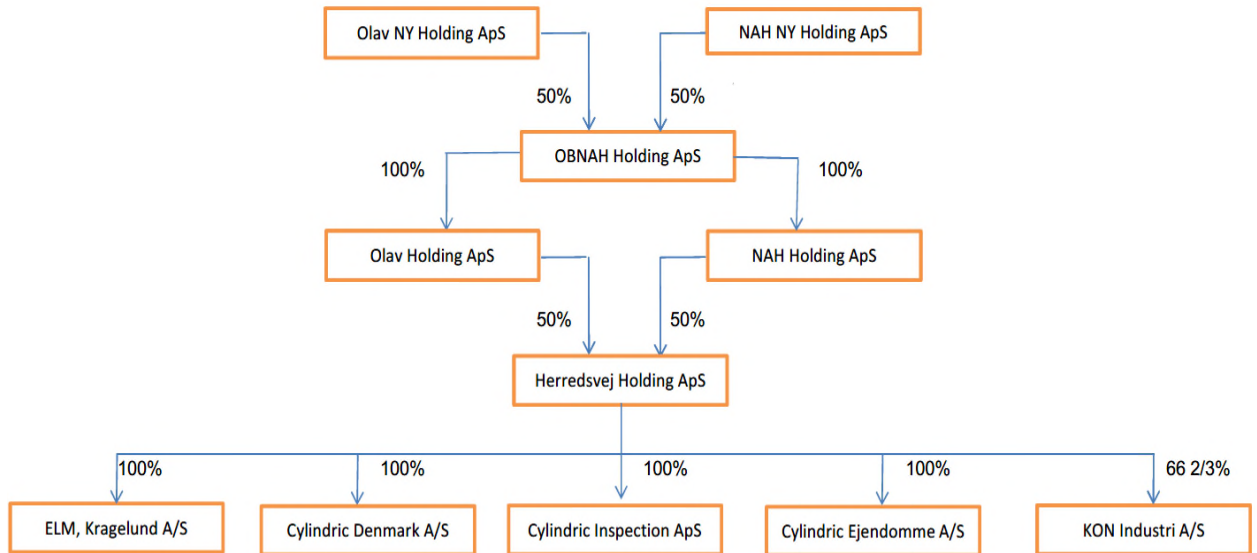 Olav NY Holding ApS
NAH NY Holding ApS
50%
50%
OBNAH Holding ApS
100%
100%
Olav Holding ApS
NAH Holding ApS
50%
50%
Herredsvej Holding ApS
100%
100%
100%
100%
66 2/3%
ELM, Kragelund A/S
Cylindric Denmark A/S
Cylindric Inspection ApS
Cylindric Ejendomme A/S
KON Industri A/S